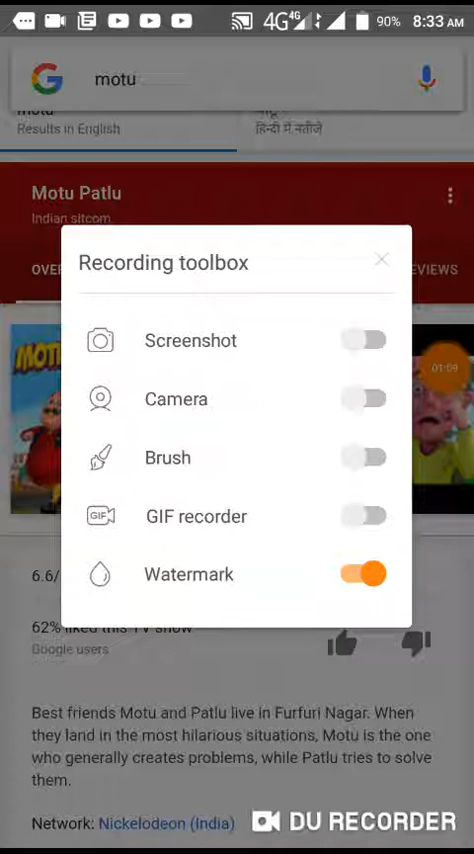 4G 4G 90% 8:33 AM
motu
Results in English
हिन्दी में नतीजे
Motu Patlu
Indian sitcom
Recording toolbox
EVIEWS
01:09
Screenshot
Camera
Brush
GIF GIF recorder
Watermark
6.6/
62% liked this TV show
Google users
Best friends Motu and Patlu live in Furfuri Nagar. When
they land in the most hilarious situations, Motu is the one
who generally creates problems, while Patlu tries to solve
them.
Network: Nickelodeon (India)
DU RECORDER